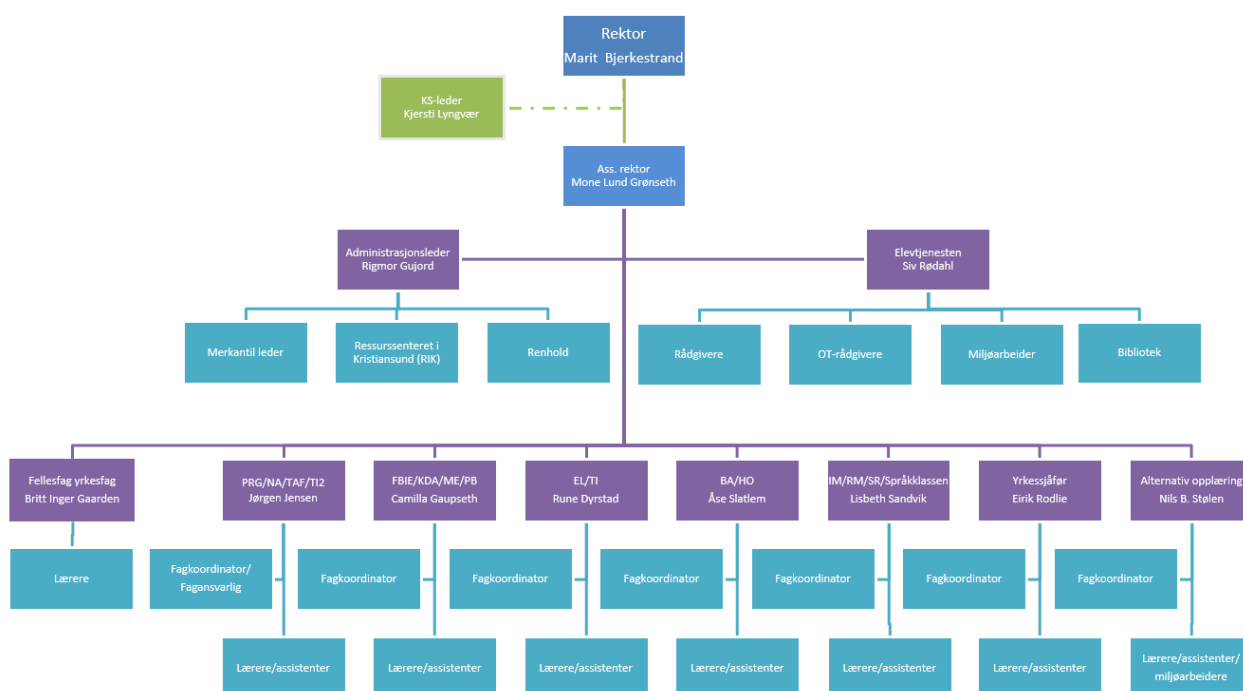 Rektor
Marit Bjerkestrand
KS-leder
Kjersti Lyngvær
Ass. rektor
Mone Lund Grønseth
Administrasjonsleder
Rigmor Gujord
Elevtjenesten
Siv Rødahl
Merkantil leder
Ressurssenteret i
Kristiansund (RIK)
Renhold
Rådgivere
OT-rådgivere
Miljøarbeider
Bibliotek
Fellesfag yrkesfag
Britt Inger Gaarden
PRG/NA/TAF/TI2
Jørgen Jensen
FBIE/KDA/ME/PB
Camilla Gaupseth
EL/TI
Rune Dyrstad
BA/HO
Åse Slatlem
IM/RM/SR/Språkklassen
Lisbeth Sandvik
Yrkessjåfør
Eirik Rodlie
Alternativ opplæring
Nils B. Stølen
Lærere
Fagkoordinator/
Fagansvarlig
Fagkoordinator
Fagkoordinator
Fagkoordinator
Fagkoordinator
Fagkoordinator
Fagkoordinator
Lærere/assistenter
Lærere/assistenter
Lærere/assistenter
Lærere/assistenter
Lærere/assistenter
Lærere/assistenter
Lærere/assistenter/
miljøarbeidere